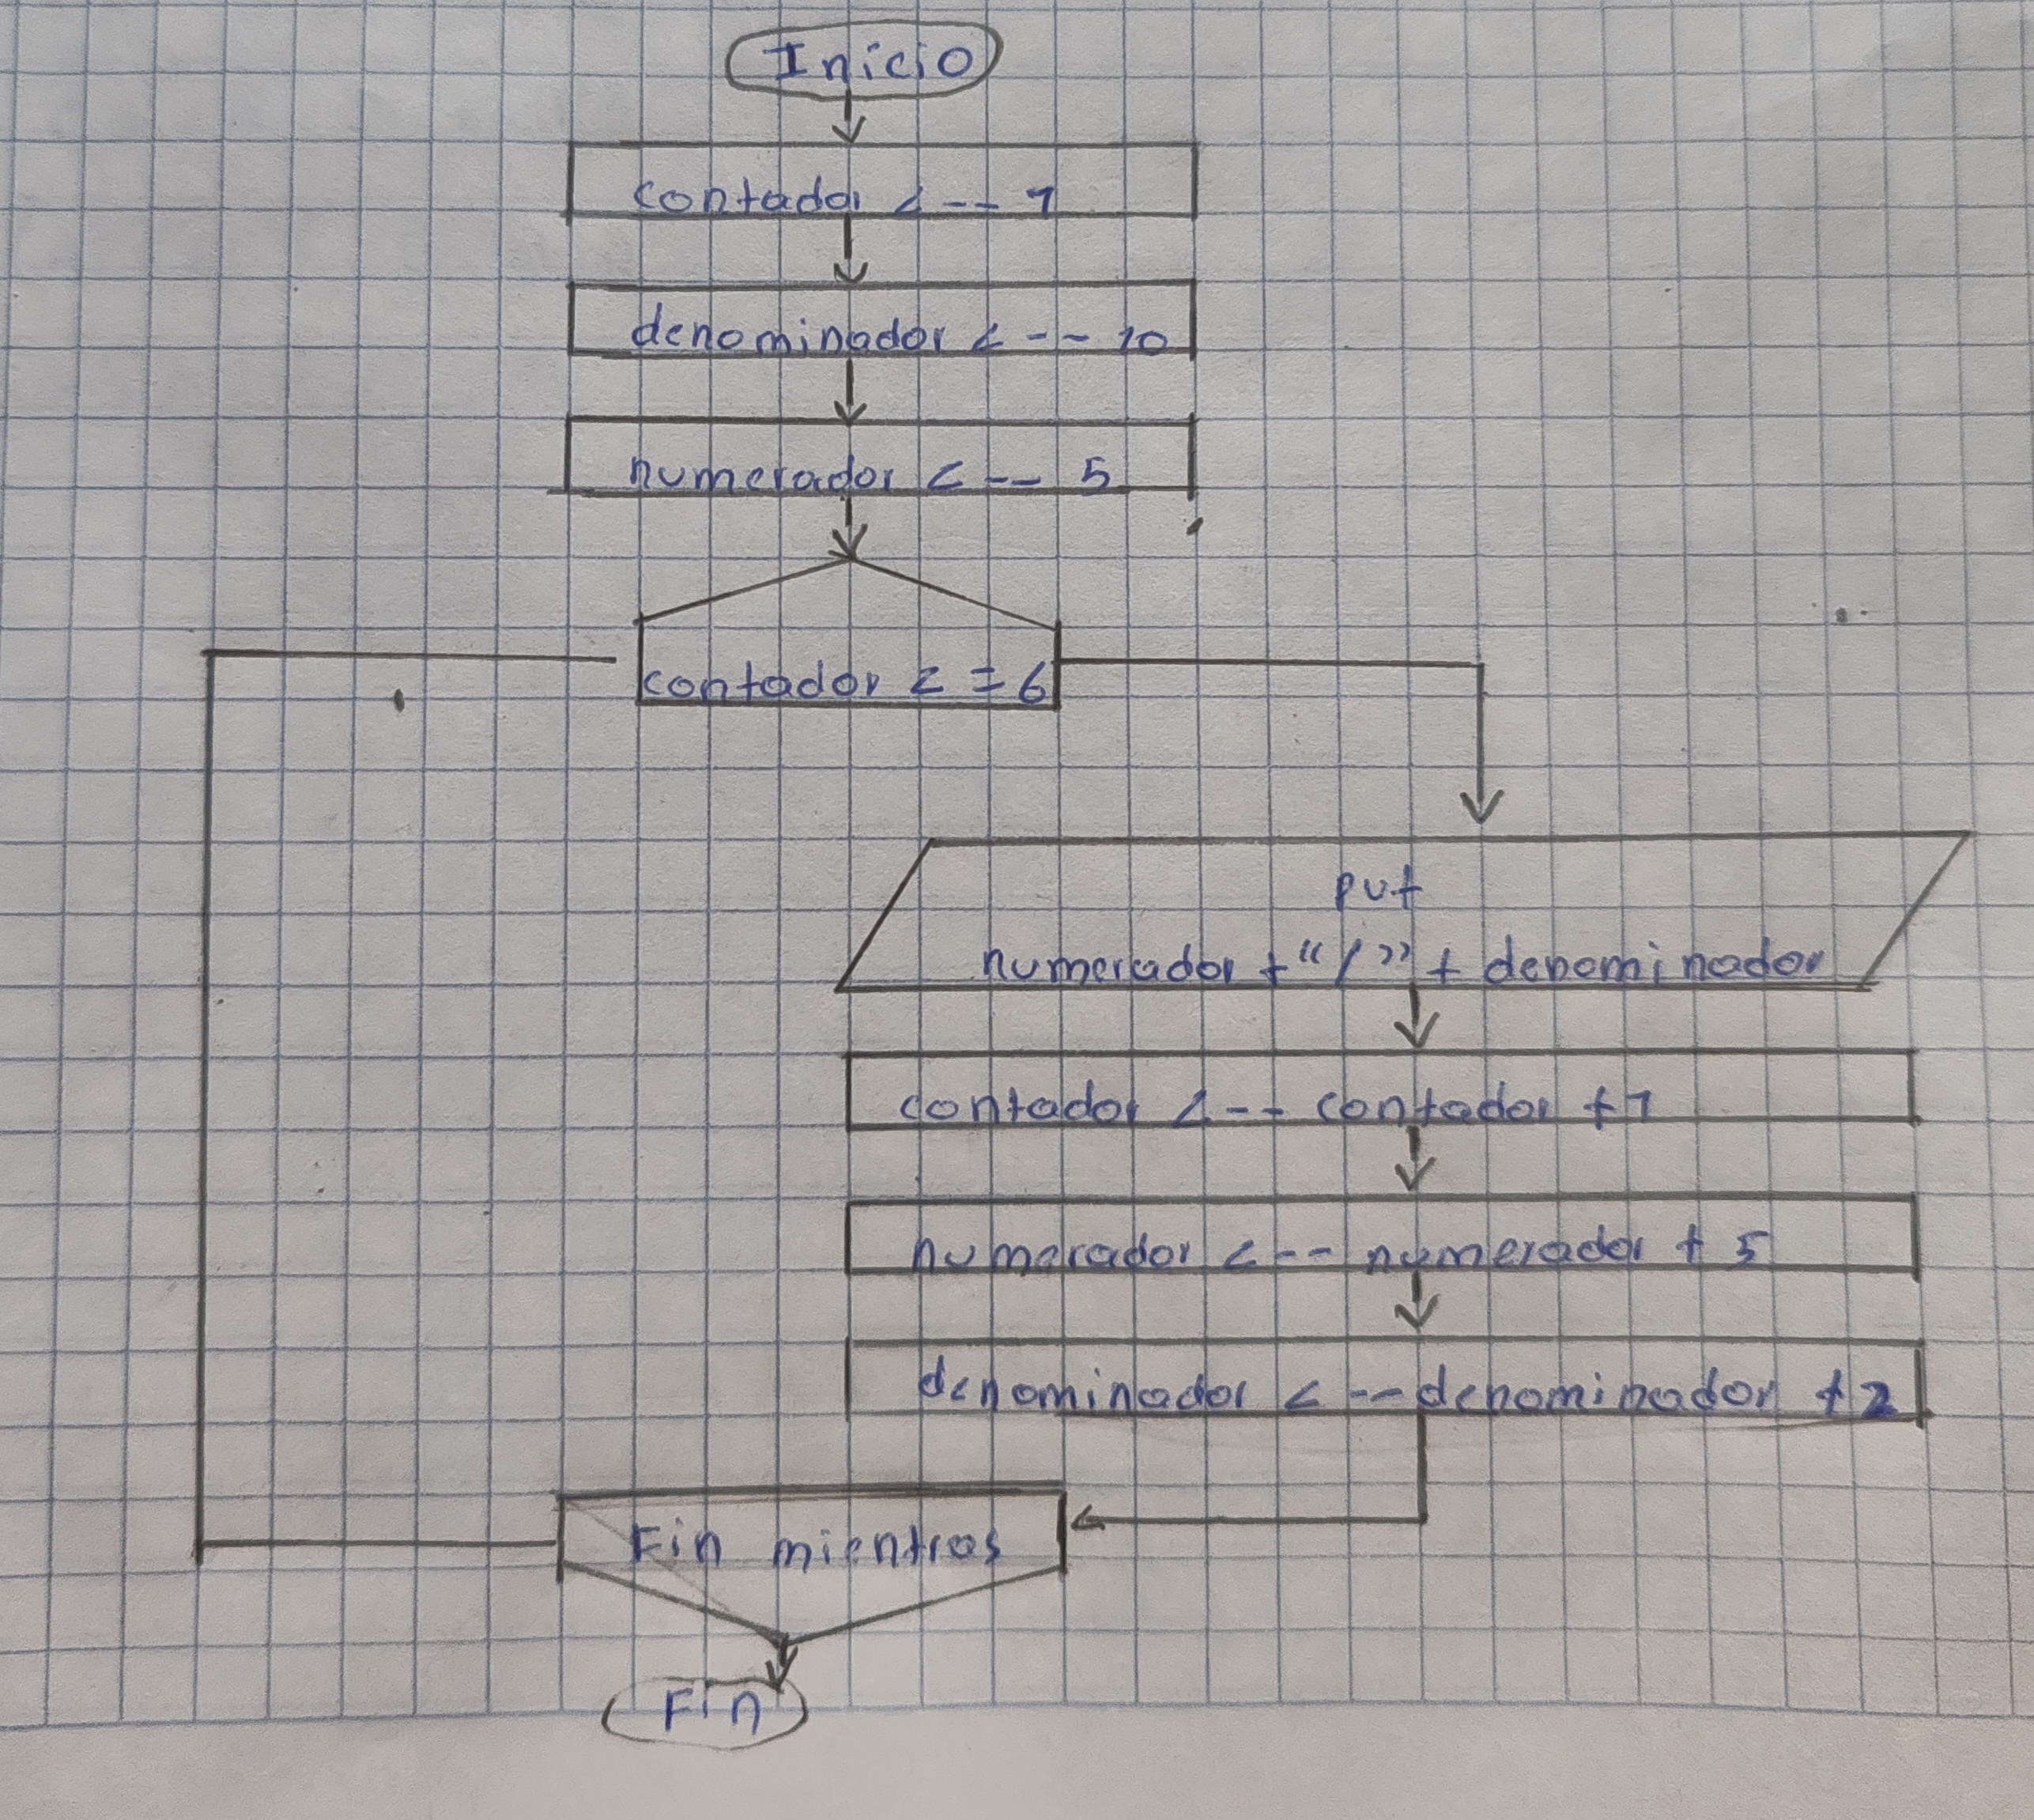 Inicio
contador <-- 1
denominador <-- 10
numerador <-- 5
contador <=6
put
numerador +"/"+ denominador
contador <-- contador +1
numerador <-- numerador + 5
denominador <--denominador +2
Fin mientras
Fin